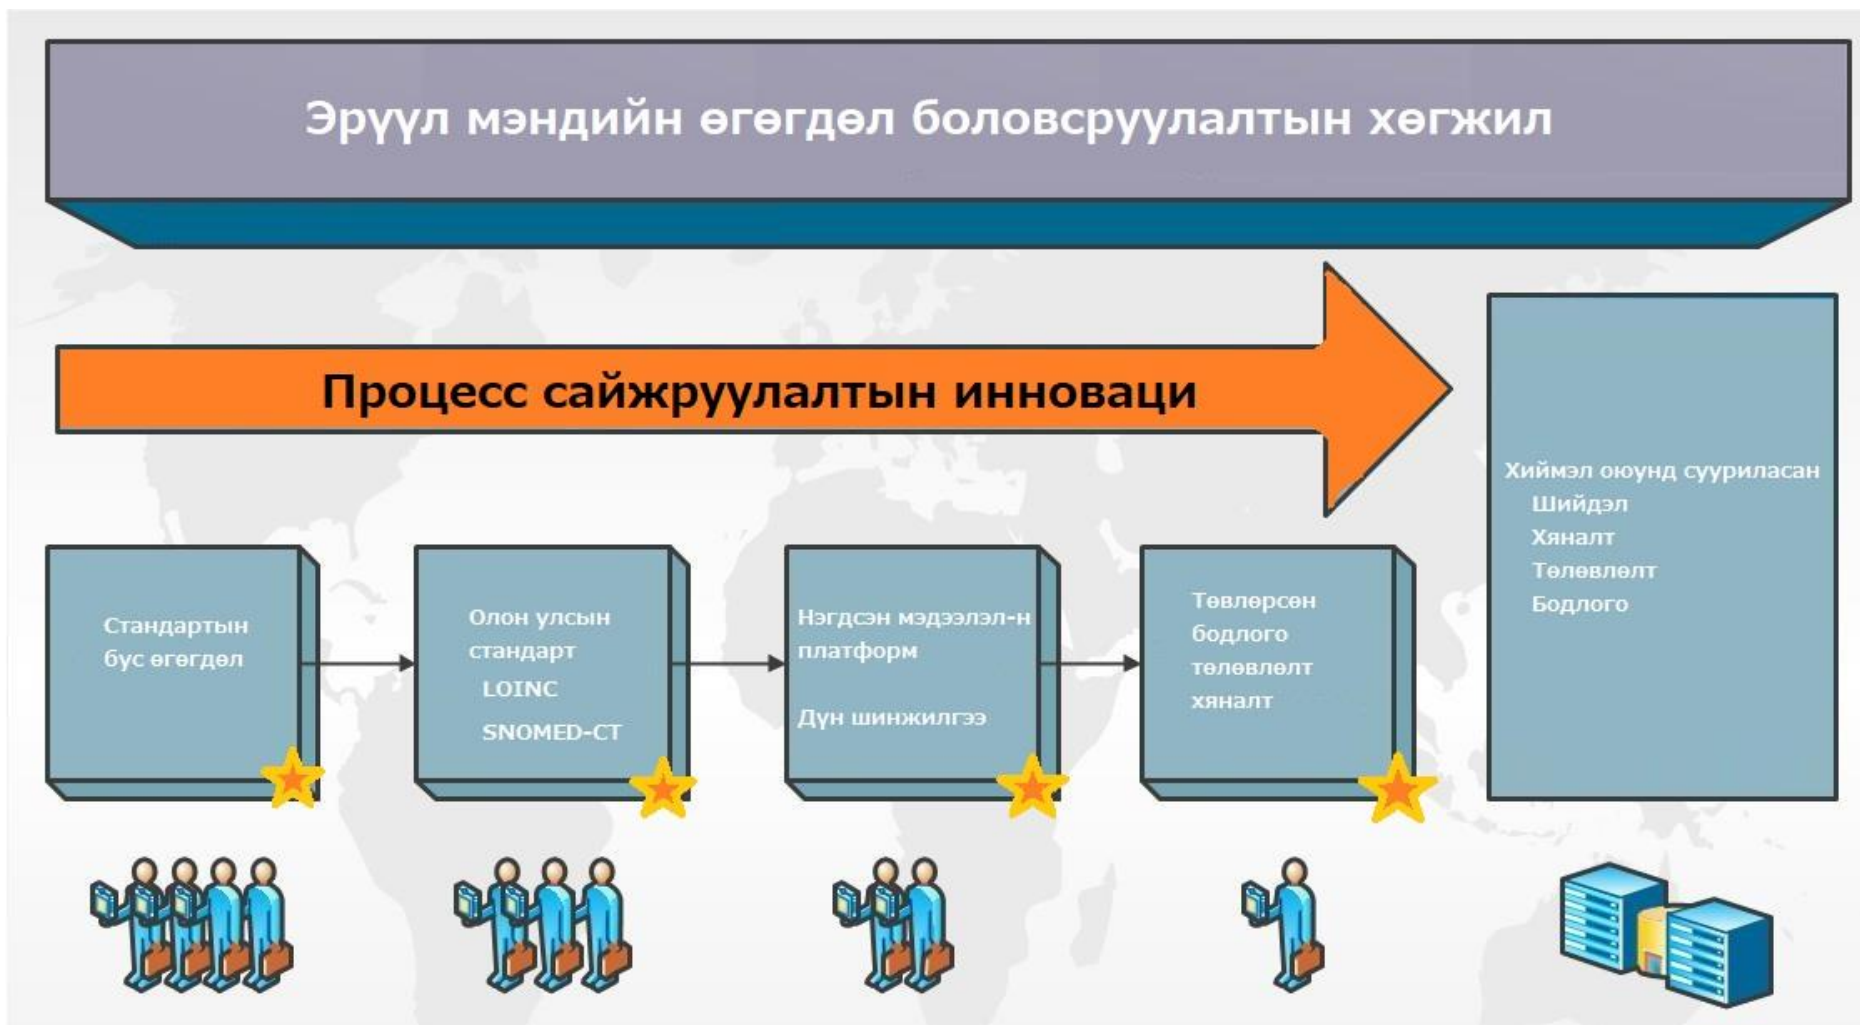 Эрүүл мэндийн өгөгдөл боловсруулалтын хөгжил
Процесс сайжруулалтын инноваци
Стандартын
бус өгөгдөл
Олон улсын
стандарт
LOINC
SNOMED-CT
Нэгдсэн мэдээлэл-н
платформ
Дүн шинжилгээ
Төвлөрсөн
бодлого
төлөвлөлт
хяналт
Хиймэл оюунд суурилaсан
Шийдэл
Хяналт
Төлөвлөлт
Бодлого